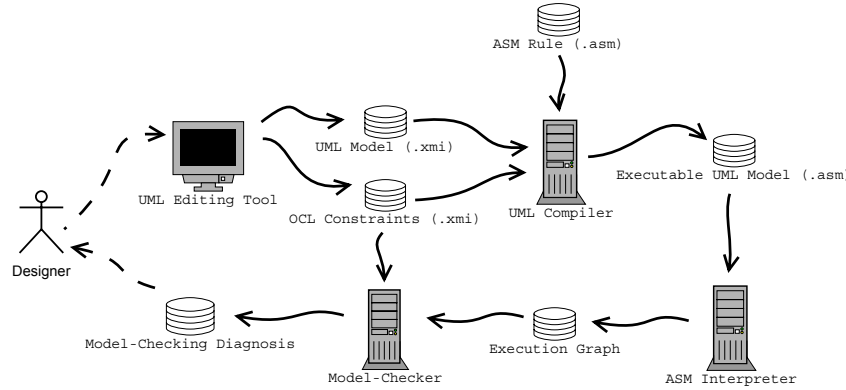 ASM Rule (.asm)
UML Model (.xmi)
Executable UML Model (.asm)
UML Editing Tool
OCL Constraints (.xmi)
UML Compiler
Designer
Model-Checking Diagnosis
Execution Graph
Model-Checker
ASM Interpreter